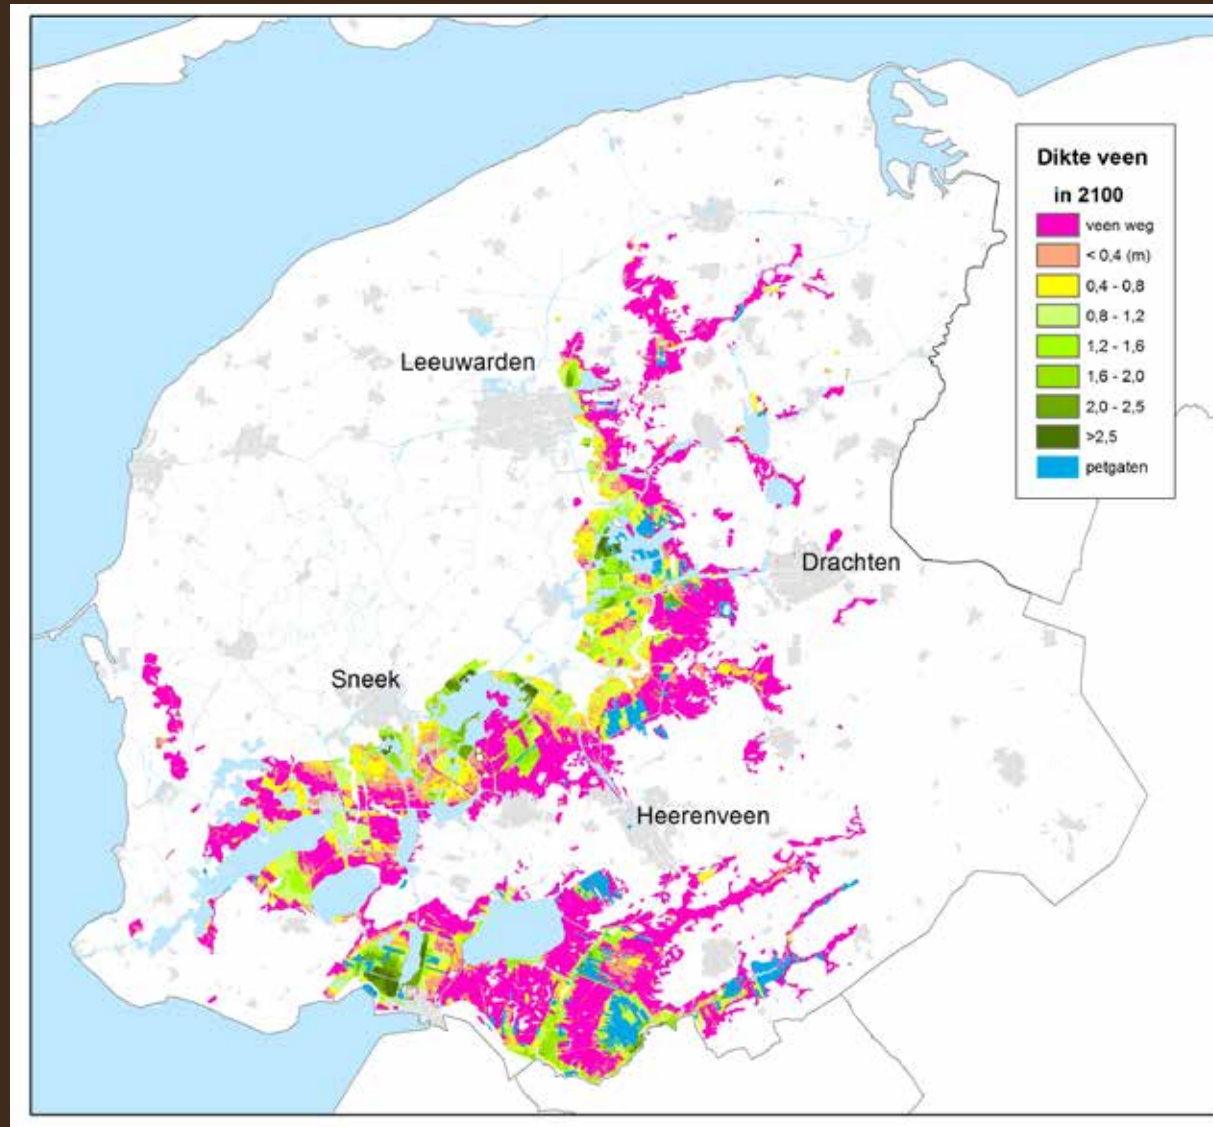 Dikte veen
in 2100
veen weg
< 0,4 (m)
0,4 - 0,8
0,8 - 1,2
1,2 - 1,6
1,6 - 2,0
2,0 - 2,5
>2,5
petgaten
Leeuwarden
Drachten
Sneek
Heerenveen